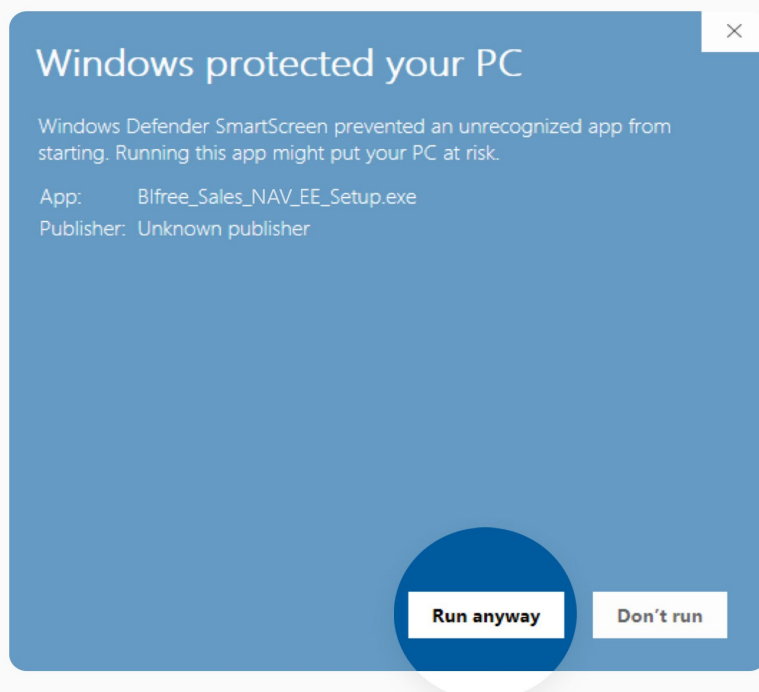 Windows protected your PC
Windows Defender SmartScreen prevented an unrecognized app from
starting. Running this app might put your PC at risk.
App: BIfree_Sales_NAV_EE_Setup.exe
Publisher: Unknown publisher
Run anyway Don't run